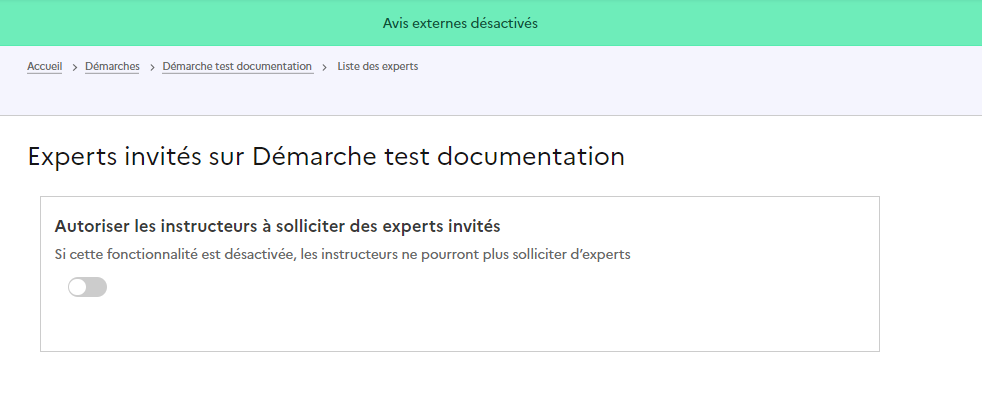 Avis externes désactivés
Accueil > Démarches > Démarche test documentation > Liste des experts
Experts invités sur Démarche test documentation
Autoriser les instructeurs à solliciter des experts invités
Si cette fonctionnalité est désactivée, les instructeurs ne pourront plus solliciter d’experts